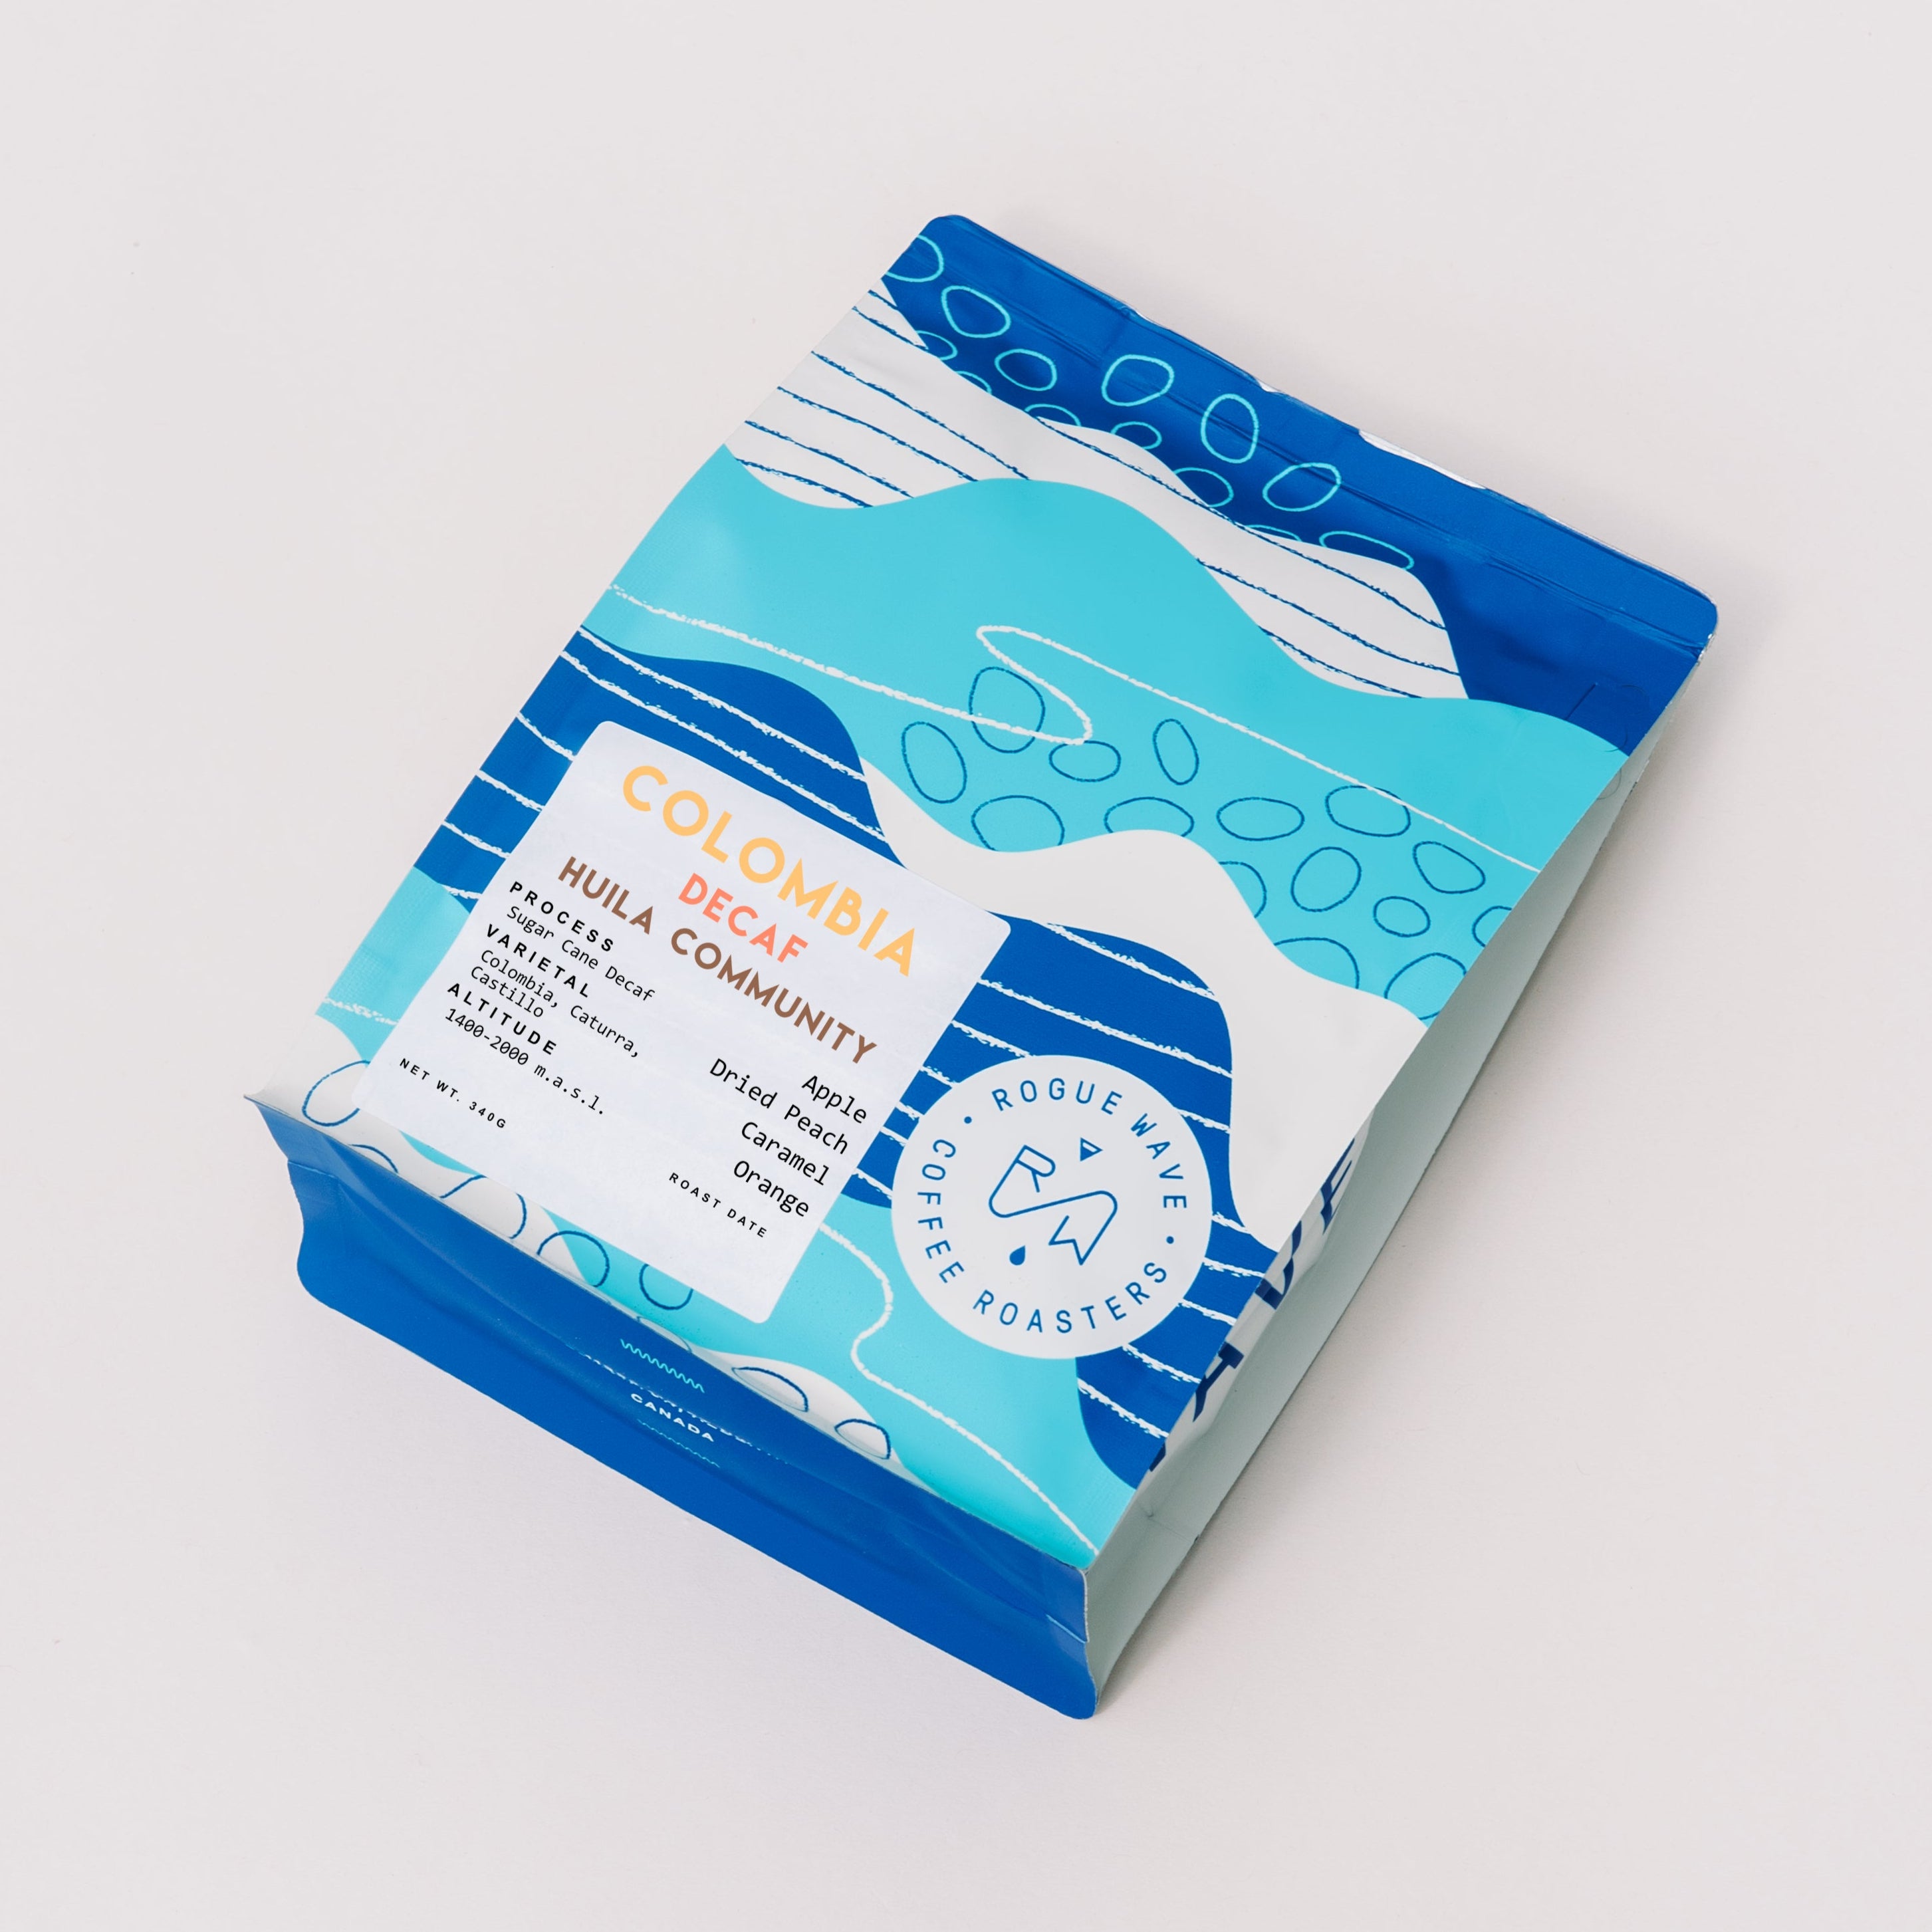 COLOMBIA
DECAF
HUILA COMMUNITY
PROCESS
Sugar Cane Decaf
VARIETAL
Colombia, Caturra,
Castillo
ALTITUDE
1400-2000 m.a.s.l.
NET WT. 340G
Apple
Dried Peach
Caramel
Orange
ROAST DATE
ROGUE WAVE
COFFEE ROASTERS
RW
CANADA